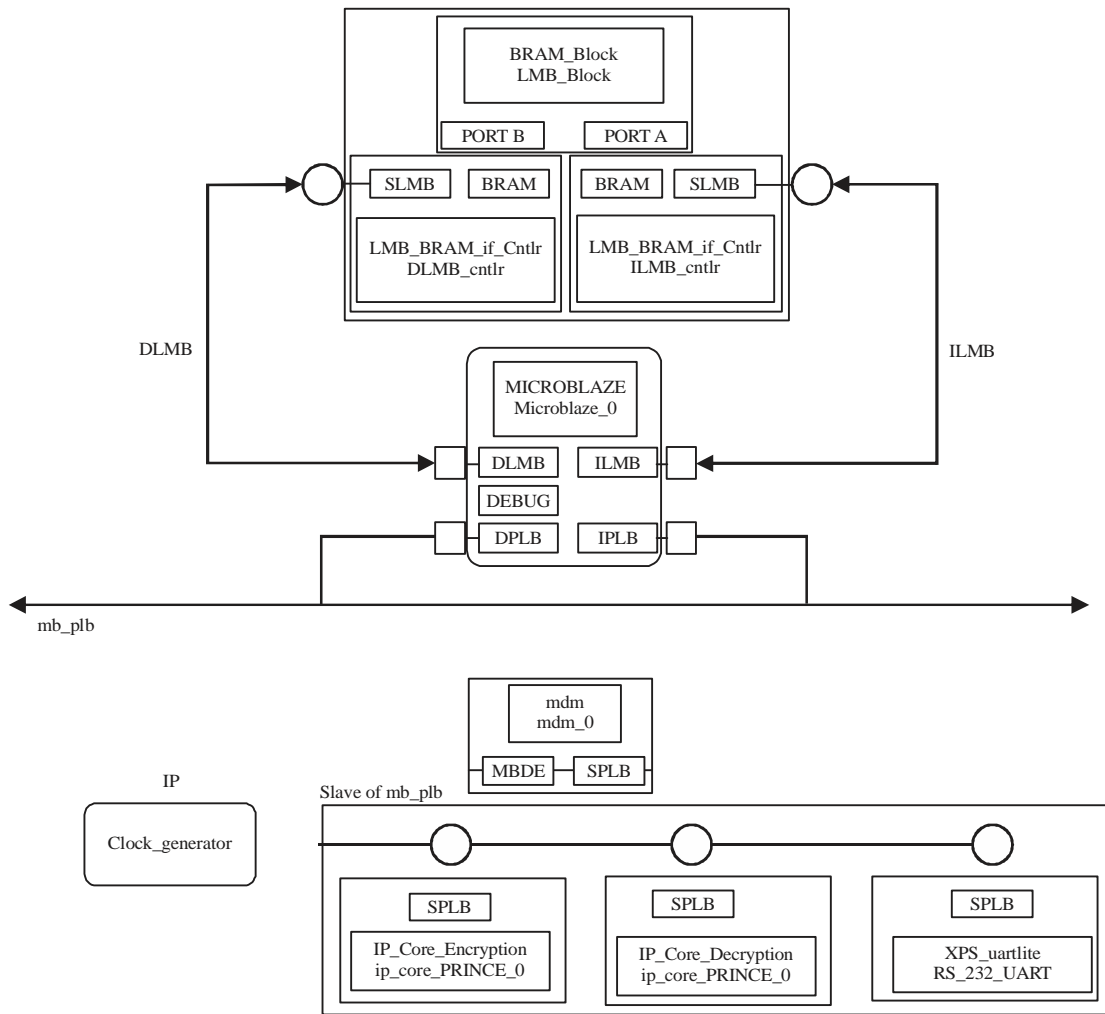 BRAM_Block
LMB_Block
PORT B
PORT A
SLMB
BRAM
BRAM
SLMB
LMB_BRAM_if_Cntlr
DLMB_cntlr
LMB_BRAM_if_Cntlr
ILMB_cntlr
DLMB
ILMB
MICROBLAZE
Microblaze_0
DLMB
ILMB
DEBUG
DPLB
IPLB
mb_plb
mdm
mdm_0
MBDE
SPLB
IP
Slave of mb_plb
Clock_generator
SPLB
SPLB
SPLB
IP_Core_Encryption
ip_core_PRINCE_0
IP_Core_Decryption
ip_core_PRINCE_0
XPS_uartlite
RS_232_UART